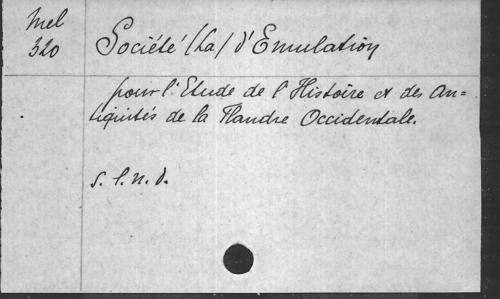 Mel
320
Société (La) d'Emulation
pour l'Etude de l'Histoire et des An=
tiquités de la Flandre Occidentale.
s. l. n. d.